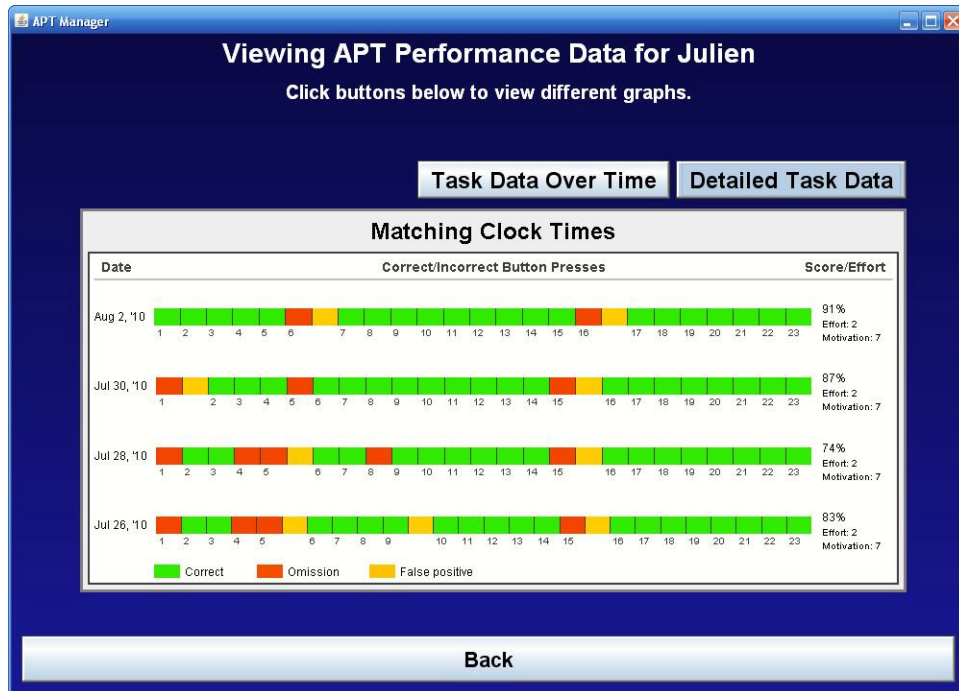 APT Manager
Viewing APT Performance Data for Julien
Click buttons below to view different graphs.
Task Data Over Time Detailed Task Data
Matching Clock Times
Date Correct/Incorrect Button Presses Score/Effort
91%
Aug 2, '10
Effort: 2
1 2 3 4 5 6 7 8 9 10 11 12 13 14 15 16 17 18 19 20 21 22 23
Motivation: 7
87%
Jul 30, '10
Effort: 2
1 2 3 4 5 6 7 8 9 10 11 12 13 14 15 16 17 18 19 20 21 22 23
Motivation: 7
74%
Jul 28, '10
Effort: 2
1 2 3 4 5 6 7 8 9 10 11 12 13 14 15 16 17 18 19 20 21 22 23
Motivation: 7
83%
Jul 26, '10
Effort: 2
1 2 3 4 5 6 7 8 9 10 11 12 13 14 15 16 17 18 19 20 21 22 23
Motivation: 7
Correct Omission False positive
Back